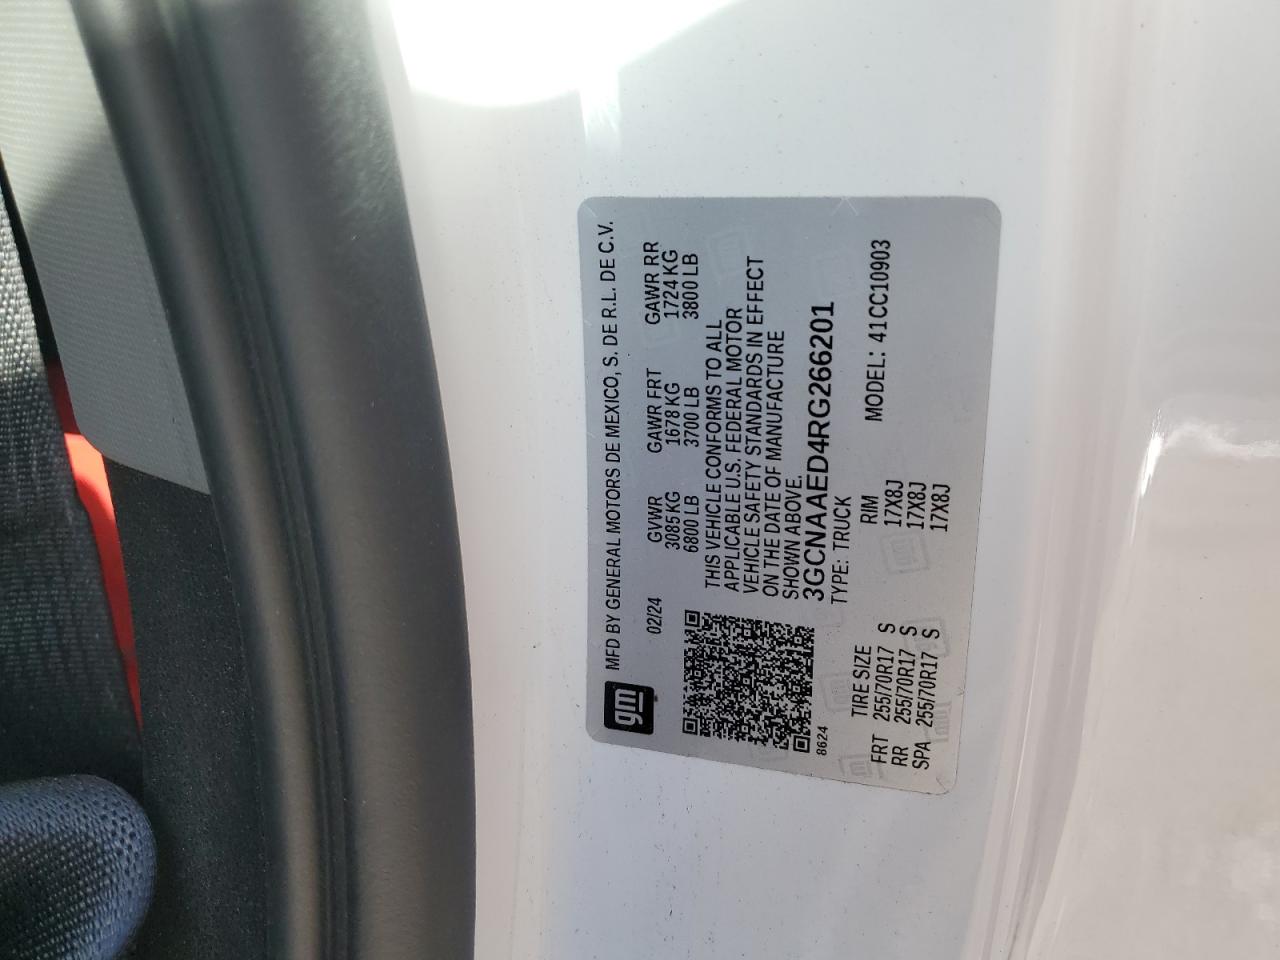 gm MFD BY GENERAL MOTORS DE MEXICO, S. DE R.L. DE C.V.
02/24 GVWR GAWR FRT GAWR RR
3085 KG 1678 KG 1724 KG
6800 LB 3700 LB 3800 LB
THIS VEHICLE CONFORMS TO ALL
APPLICABLE U.S. FEDERAL MOTOR
VEHICLE SAFETY STANDARDS IN EFFECT
ON THE DATE OF MANUFACTURE
SHOWN ABOVE.
3GCNAAED4RG266201
8624 TYPE: TRUCK
TIRE SIZE RIM MODEL: 41CC10903
FRT 255/70R17 S 17X8J
RR 255/70R17 S 17X8J
SPA 255/70R17 S 17X8J